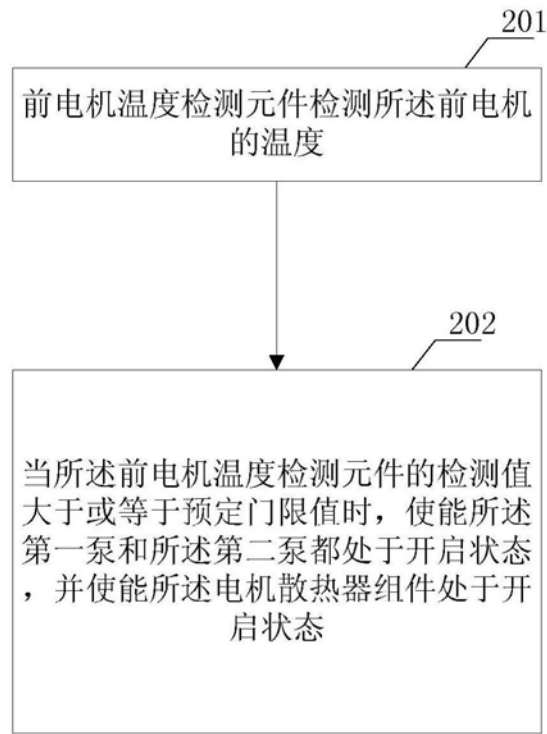 201
前电机温度检测元件检测所述前电机
的温度
202
当所述前电机温度检测元件的检测值
大于或等于预定门限值时，使能所述
第一泵和所述第二泵都处于开启状态
，并使能所述电机散热器组件处于开
启状态